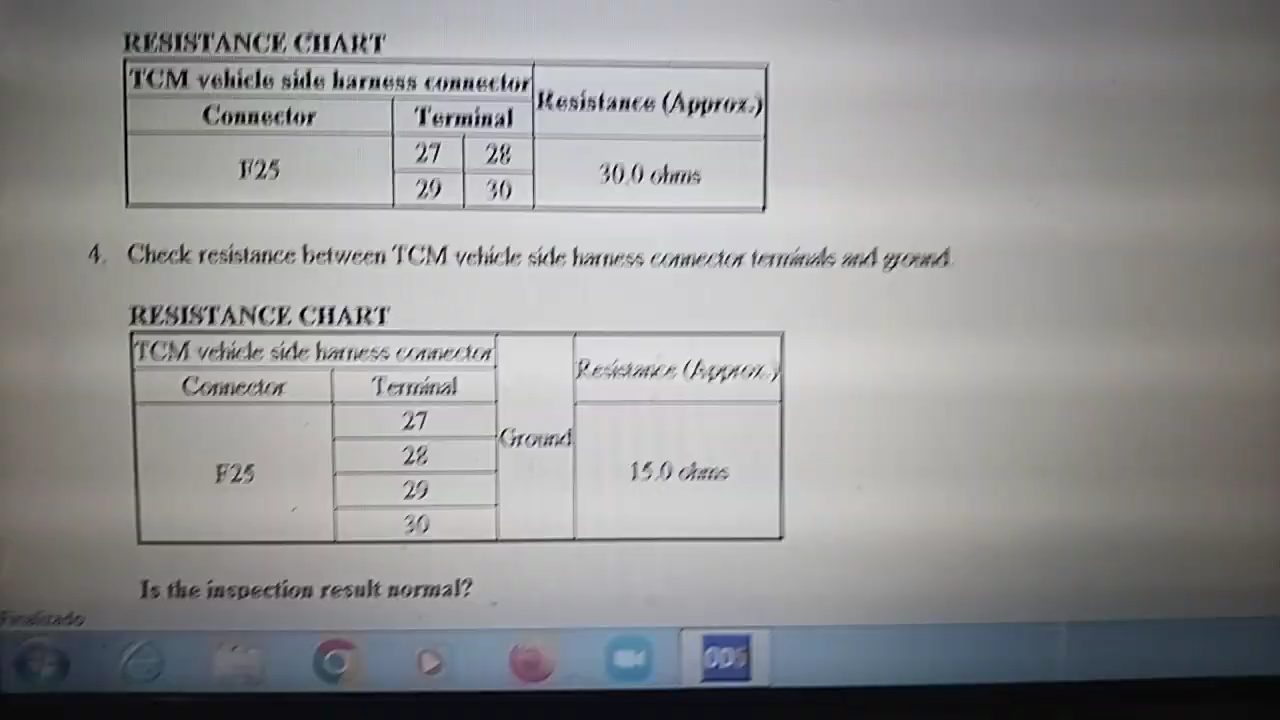 RESISTANCE CHART
TCM vehicle side harness connector
Resistance (Approx.)
Connector
Terminal
27 28
F25
30.0 ohms
29 30
4. Check resistance between TCM vehicle side harness connector terminals and ground.
RESISTANCE CHART
TCM vehicle side harness connector
Resistance (Approx.)
Connector
Terminal
27
Ground
28
F25
15.0 ohms
29
30
Is the inspection result normal?
Finalizado